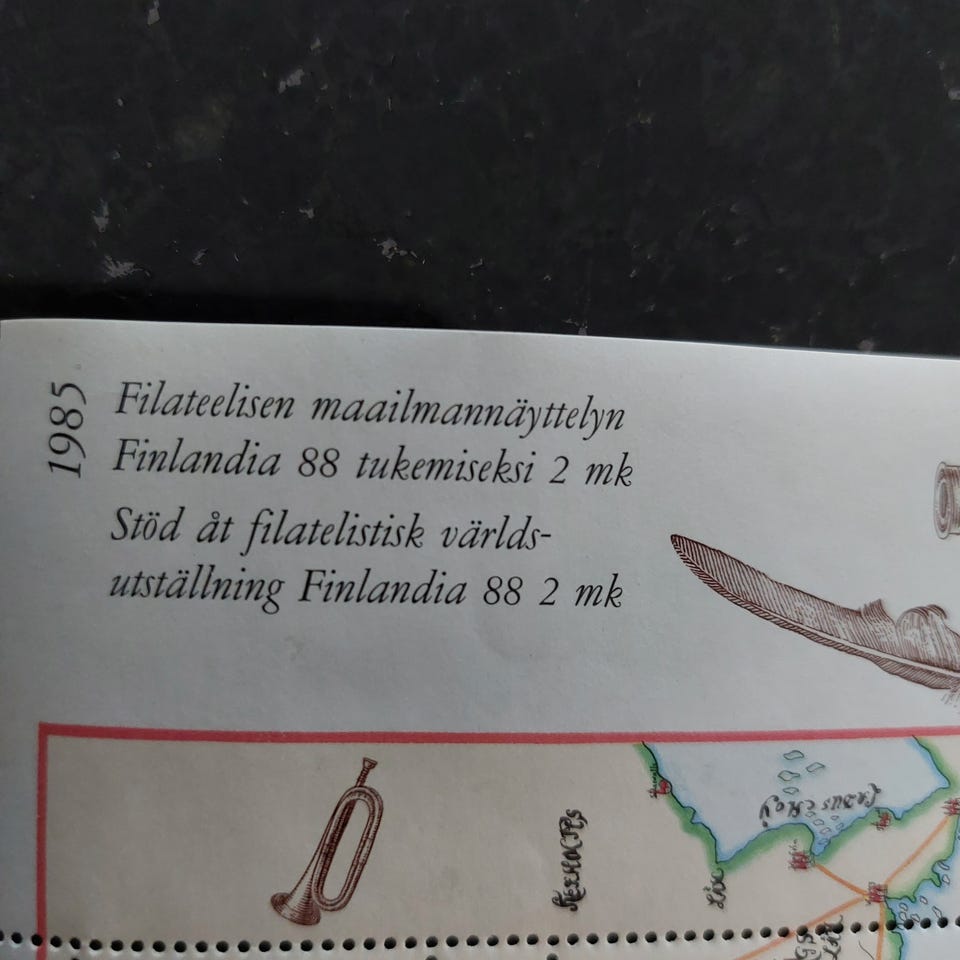 1985
Filateelisen maailmannäyttelyn
Finlandia 88 tukemiseksi 2 mk
Stöd åt filatelistisk världs-
utställning Finlandia 88 2 mk